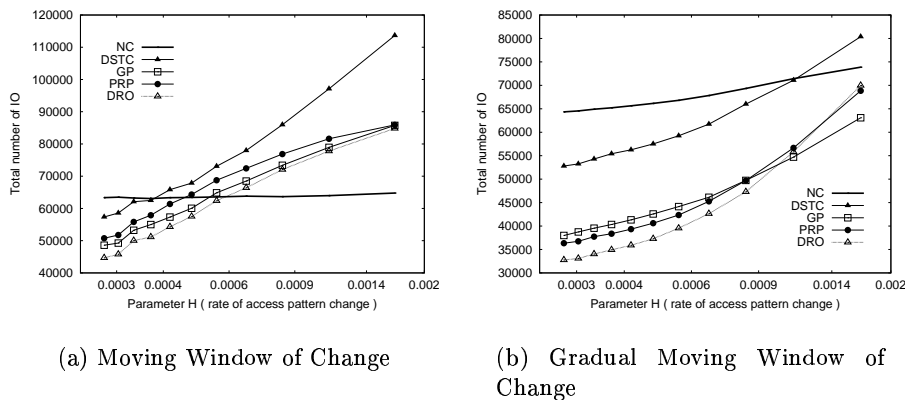 120000
110000
100000
90000
80000
70000
60000
50000
40000
Total number of IO
NC
DSTC
GP
PRP
DRO
0.0003 0.0004 0.0006 0.0009 0.0014 0.002
Parameter H ( rate of access pattern change )
(a) Moving Window of Change
85000
80000
75000
70000
65000
60000
55000
50000
45000
40000
35000
30000
Total number of IO
NC
DSTC
GP
PRP
DRO
0.0003 0.0004 0.0006 0.0009 0.0014 0.002
Parameter H ( rate of access pattern change )
(b) Gradual Moving Window of
Change